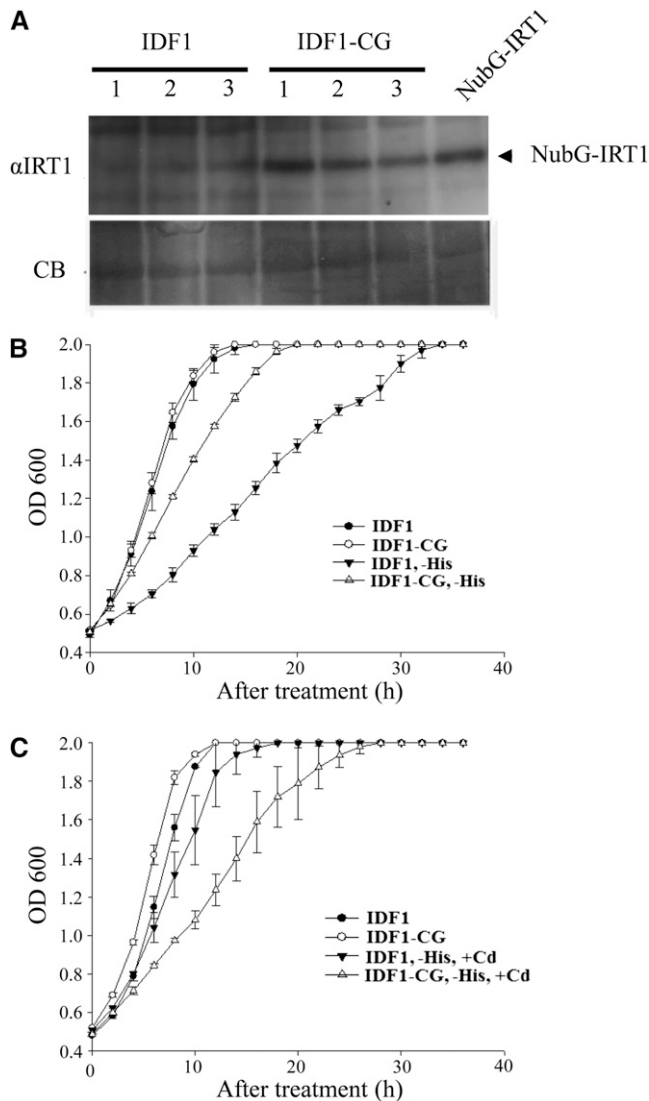 A
IDF1 IDF1-CG NubG-IRT1
1 2 3 1 2 3
αIRT1 NubG-IRT1
CB
B
2.0
1.8
1.6
1.4
1.2
1.0
0.8
0.6
0.4
OD 600
IDF1
IDF1-CG
IDF1, -His
IDF1-CG, -His
0 10 20 30 40
After treatment (h)
C
2.0
1.8
1.6
1.4
1.2
1.0
0.8
0.6
0.4
OD 600
IDF1
IDF1-CG
IDF1, -His, +Cd
IDF1-CG, -His, +Cd
0 10 20 30 40
After treatment (h)